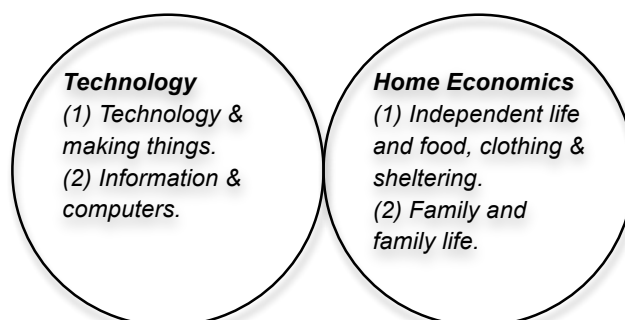 Technology
(1) Technology &
making things.
(2) Information &
computers.
Home Economics
(1) Independent life
and food, clothing &
sheltering.
(2) Family and
family life.